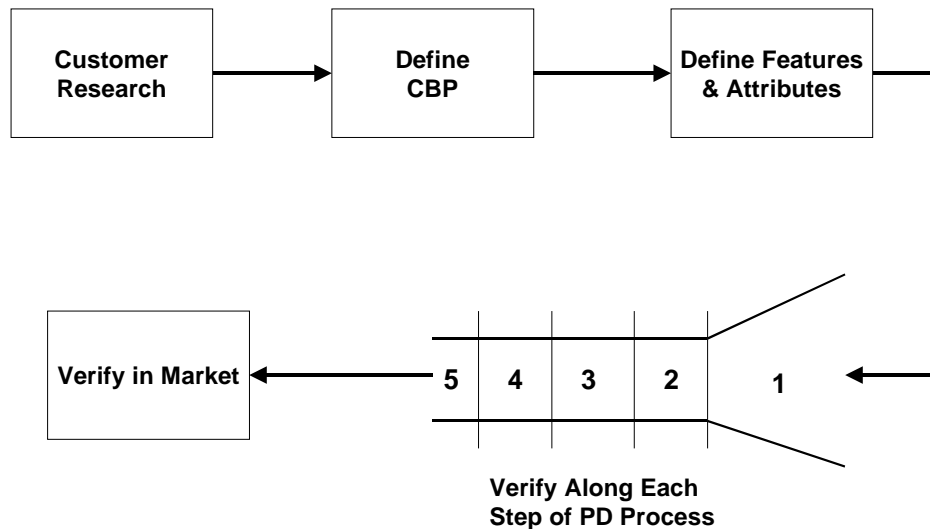 Customer
Research
Define
CBP
Define Features
& Attributes
Verify in Market
5 4 3 2 1
Verify Along Each
Step of PD Process